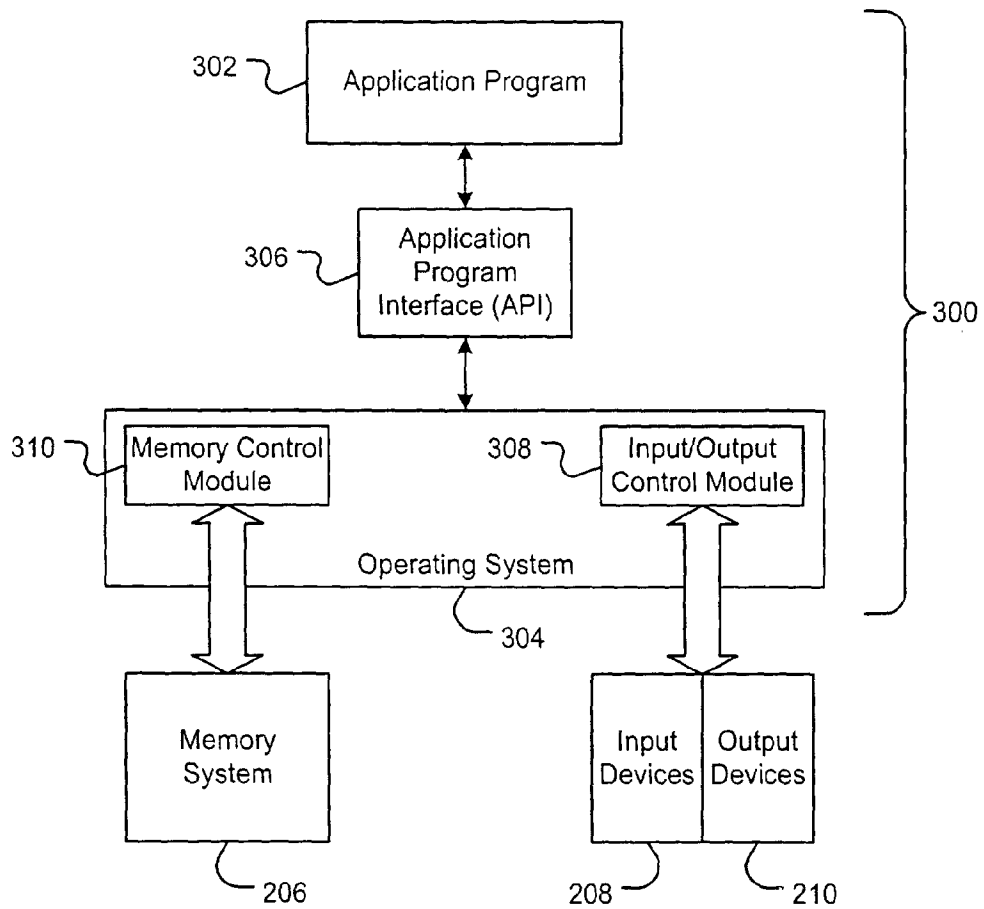 302
Application Program
306
Application
Program
Interface (API)
300
310
Memory Control
Module
308
Input/Output
Control Module
Operating System
304
Memory
System
Input
Devices
Output
Devices
206
208
210